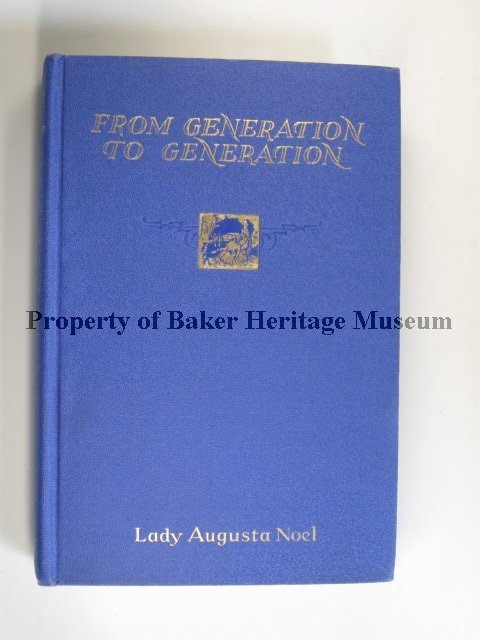 FROM GENERATION
TO GENERATION
Property of Baker Heritage Museum
Lady Augusta Noel